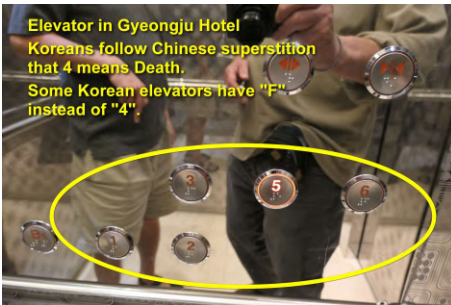 Elevator in Gyeongju Hotel
Koreans follow Chinese superstition
that 4 means Death.
Some Korean elevators have "F"
instead of "4".
3 5 6
B 1 2